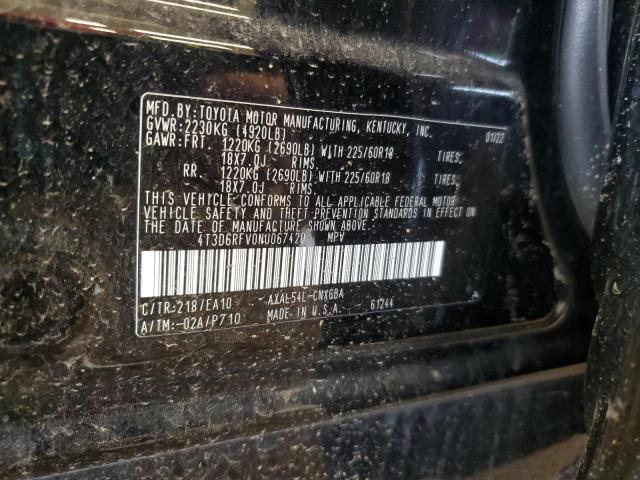 MFD.BY:TOYOTA MOTOR MANUFACTURING, KENTUCKY, INC.
GVWR:2230KG (4920LB) 01/22
GAWR:FRT. 1220KG (2690LB) WITH 225/60R18 TIRES,
18X7.0J RIMS.
RR. 1220KG (2690LB) WITH 225/60R18 TIRES,
18X7.0J RIMS.
THIS VEHICLE CONFORMS TO ALL APPLICABLE FEDERAL MOTOR
VEHICLE SAFETY AND THEFT-PREVENTION STANDARDS IN EFFECT ON
THE DATE OF MANUFACTURE SHOWN ABOVE.
4T3D6RFV0NU067420 MPV
C/TR:218/EA10 AXAL54L-CNXGBA
A/TM:-02A/P710 MADE IN U.S.A. 61244